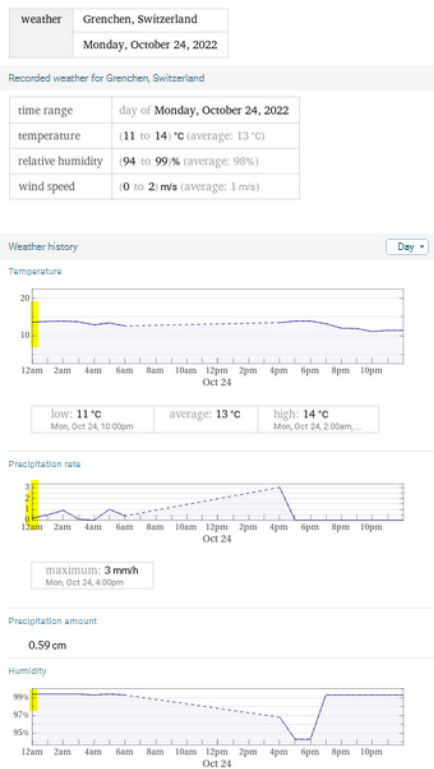 weather Grenchen, Switzerland
Monday, October 24, 2022
Recorded weather for Grenchen, Switzerland
time range day of Monday, October 24, 2022
temperature (11 to 14) °C (average: 13 °C)
relative humidity (94 to 99)% (average: 98%)
wind speed (0 to 2) m/s (average: 1 m/s)
Weather history Day
Temperature
20
10
12am 2am 4am 6am 8am 10am 12pm 2pm 4pm 6pm 8pm 10pm
Oct 24
low: 11 °C average: 13 °C high: 14 °C
Mon, Oct 24, 10:00pm Mon, Oct 24, 2:00am, ...
Precipitation rate
3
2
1
0
12am 2am 4am 6am 8am 10am 12pm 2pm 4pm 6pm 8pm 10pm
Oct 24
maximum: 3 mm/h
Mon, Oct 24, 4:00pm
Precipitation amount
0.59 cm
Humidity
99%
97%
95%
12am 2am 4am 6am 8am 10am 12pm 2pm 4pm 6pm 8pm 10pm
Oct 24